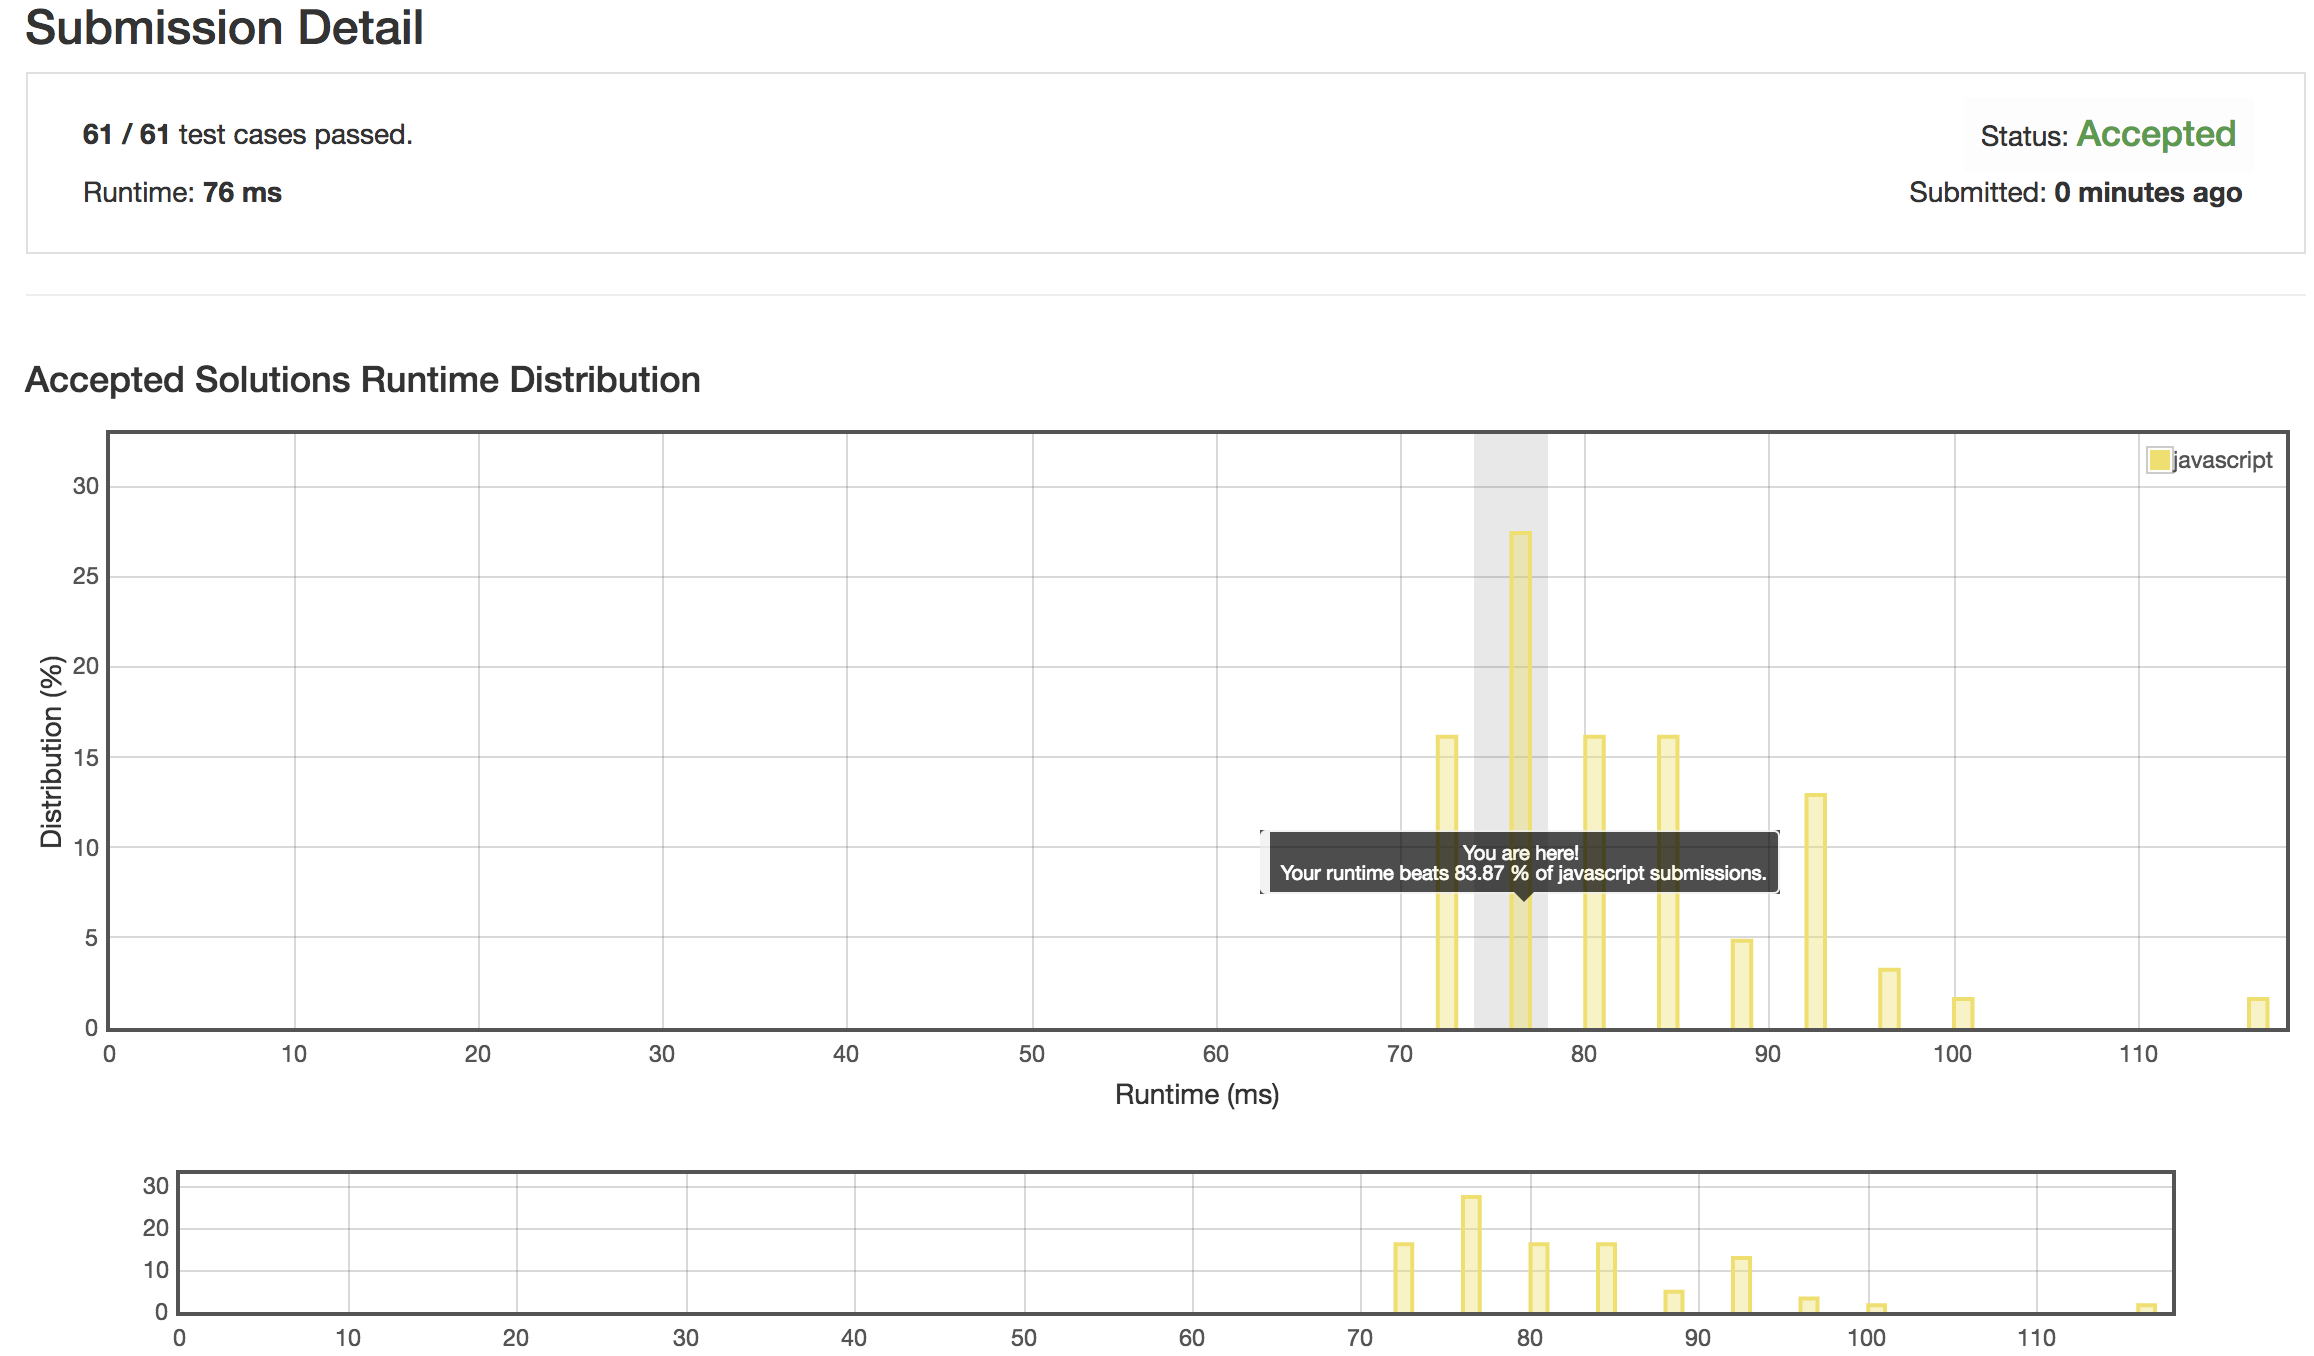 Submission Detail
61 / 61 test cases passed.
Status: Accepted
Runtime: 76 ms
Submitted: 0 minutes ago
Accepted Solutions Runtime Distribution
javascript
30
25
20
15
10
5
0
Distribution (%)
You are here!
Your runtime beats 83.87 % of javascript submissions.
0 10 20 30 40 50 60 70 80 90 100 110
Runtime (ms)
30
20
10
0
0 10 20 30 40 50 60 70 80 90 100 110